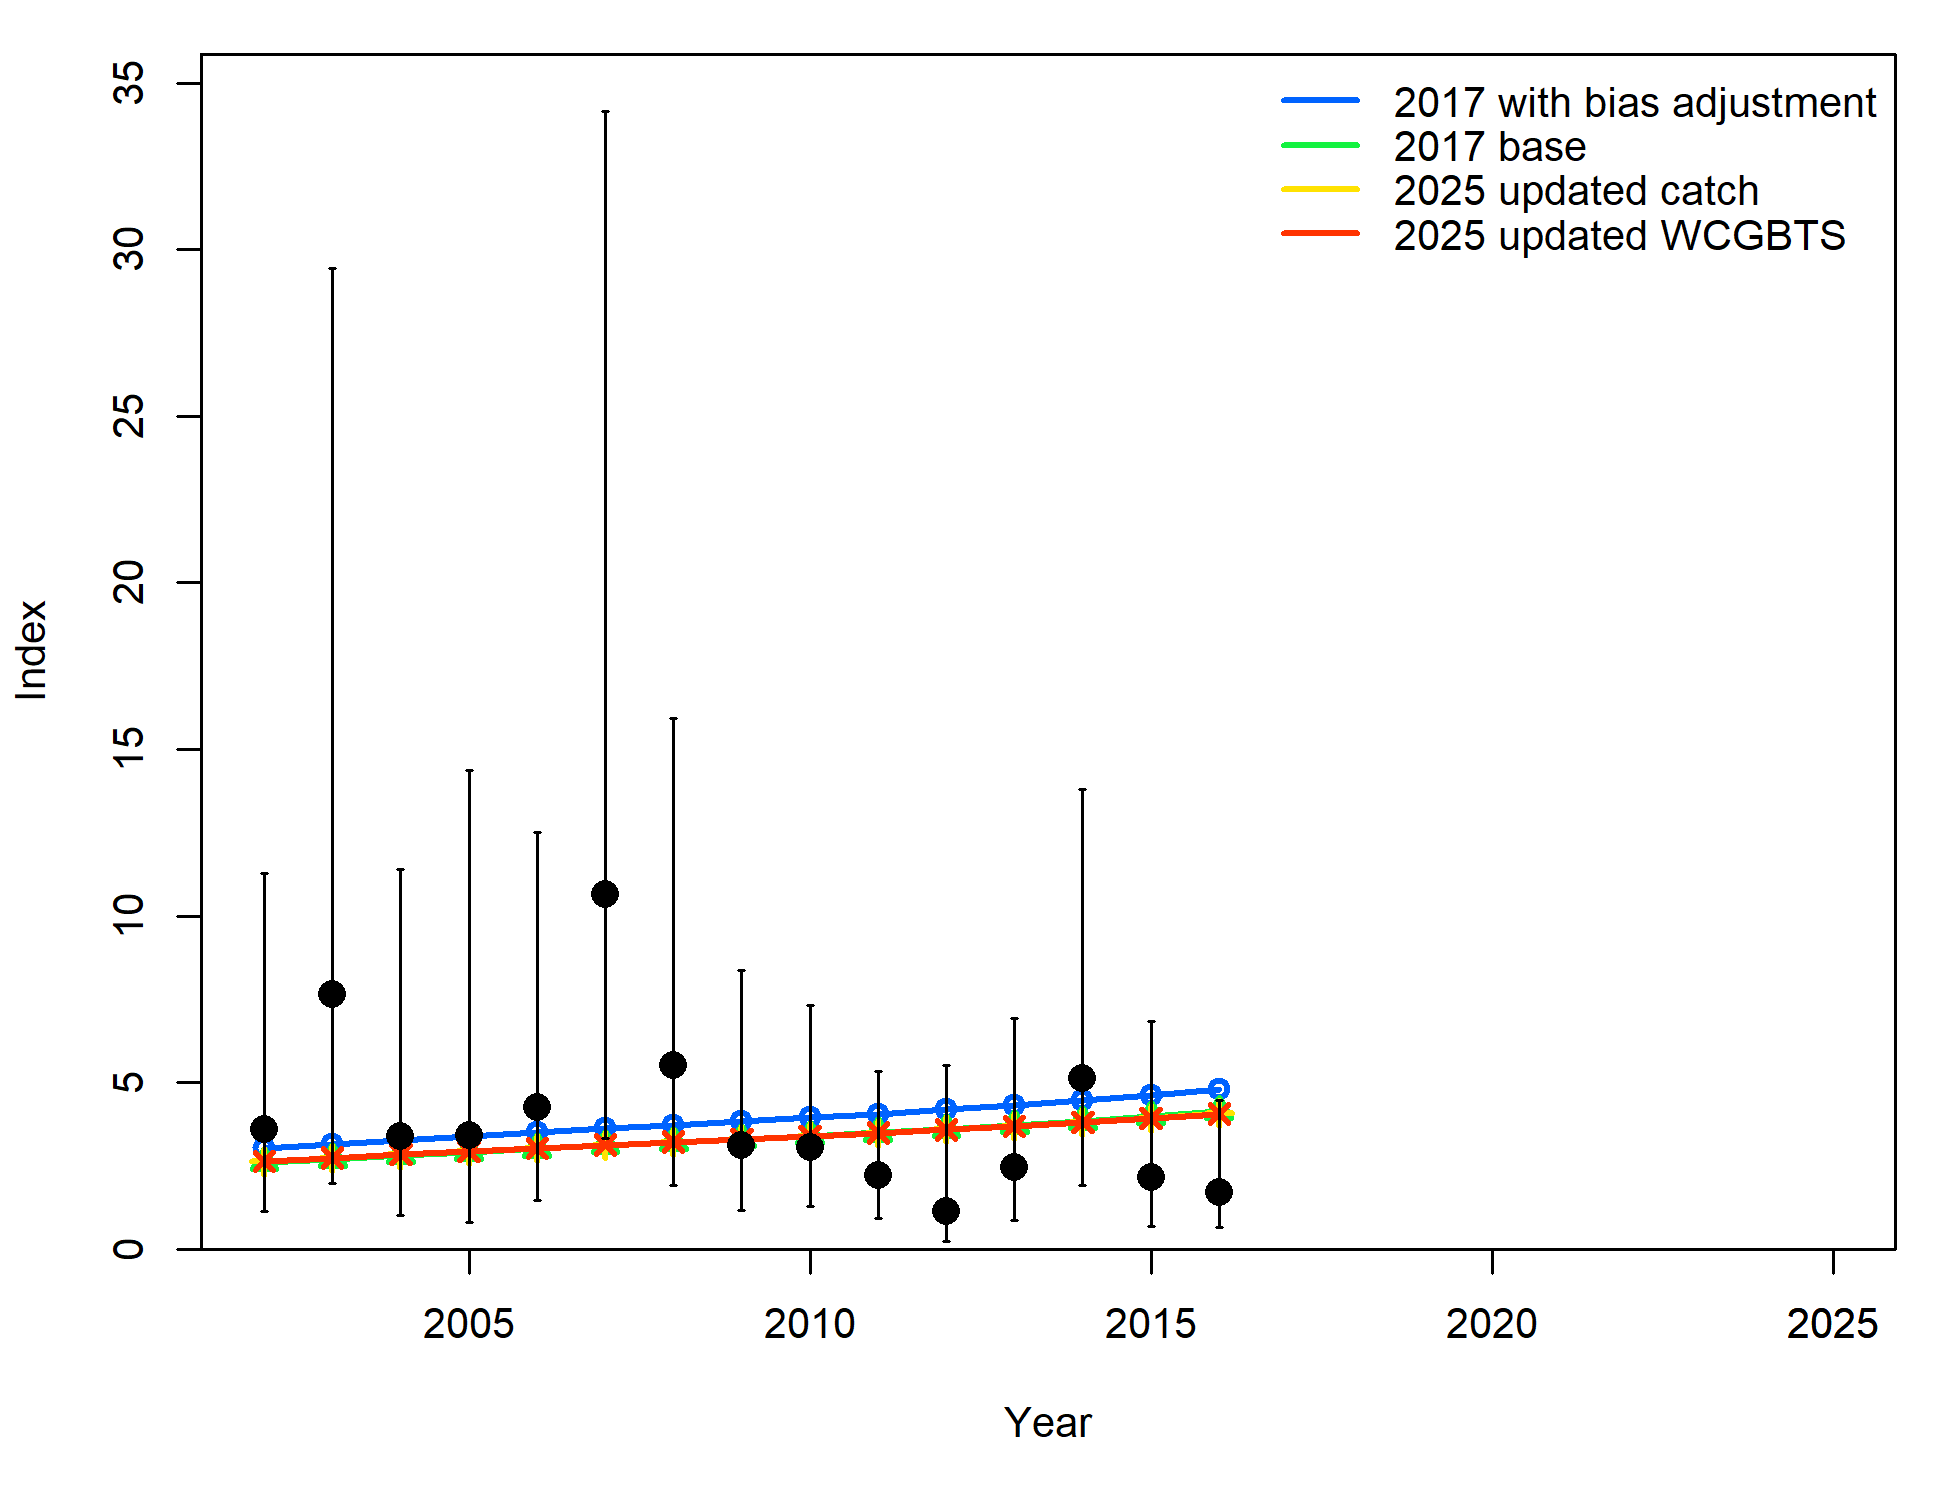 2017 with bias adjustment
2017 base
2025 updated catch
2025 updated WCGBTS
35
30
25
20
15
10
5
0
Index
2005 2010 2015 2020 2025
Year